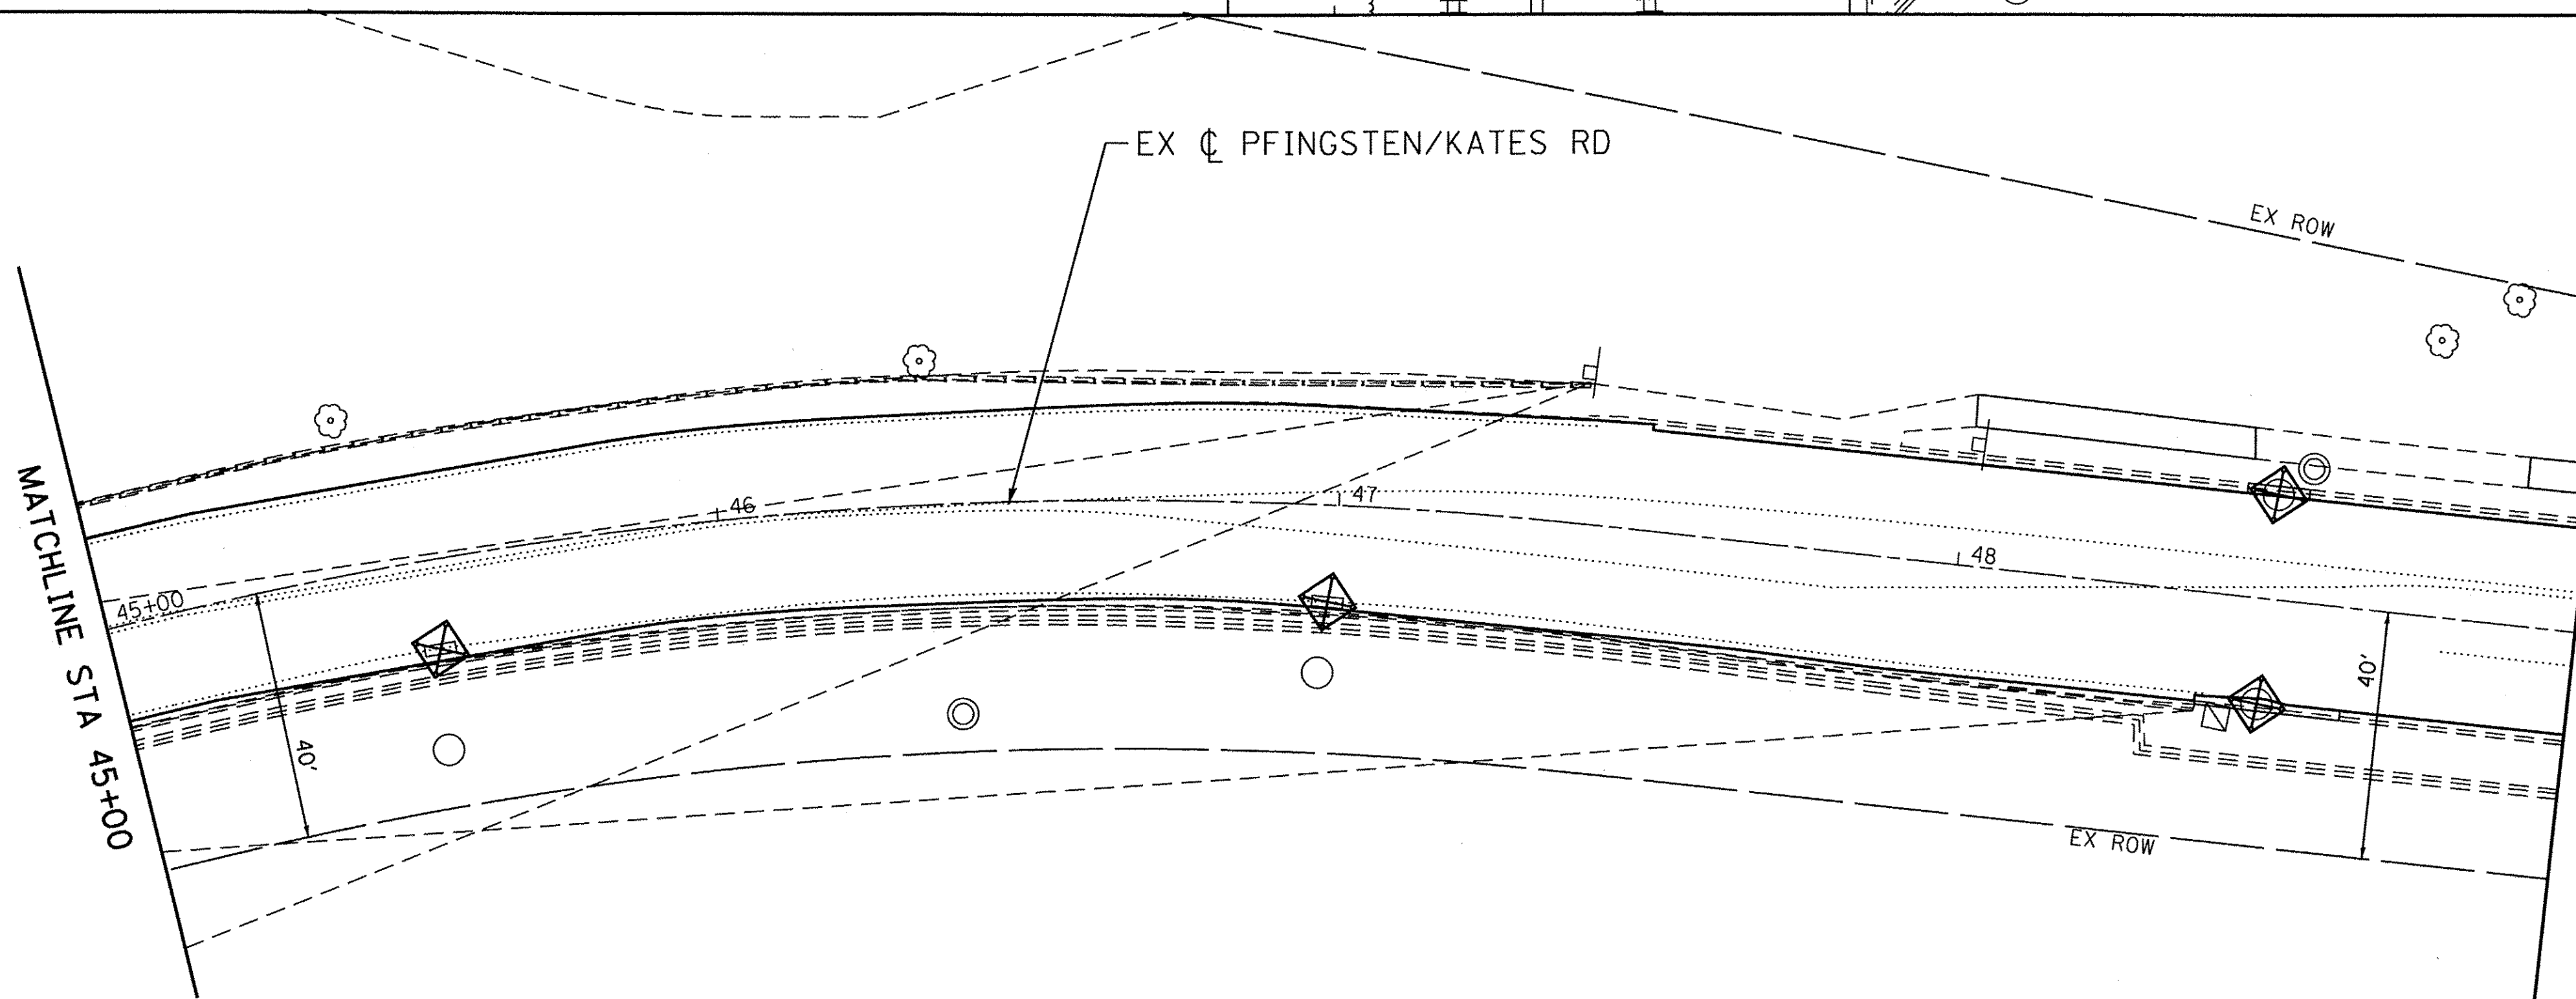 EX ℄ PFINGSTEN/KATES RD
EX ROW
46
47
48
45+00
MATCHLINE STA 45+00
40'
40'
EX ROW